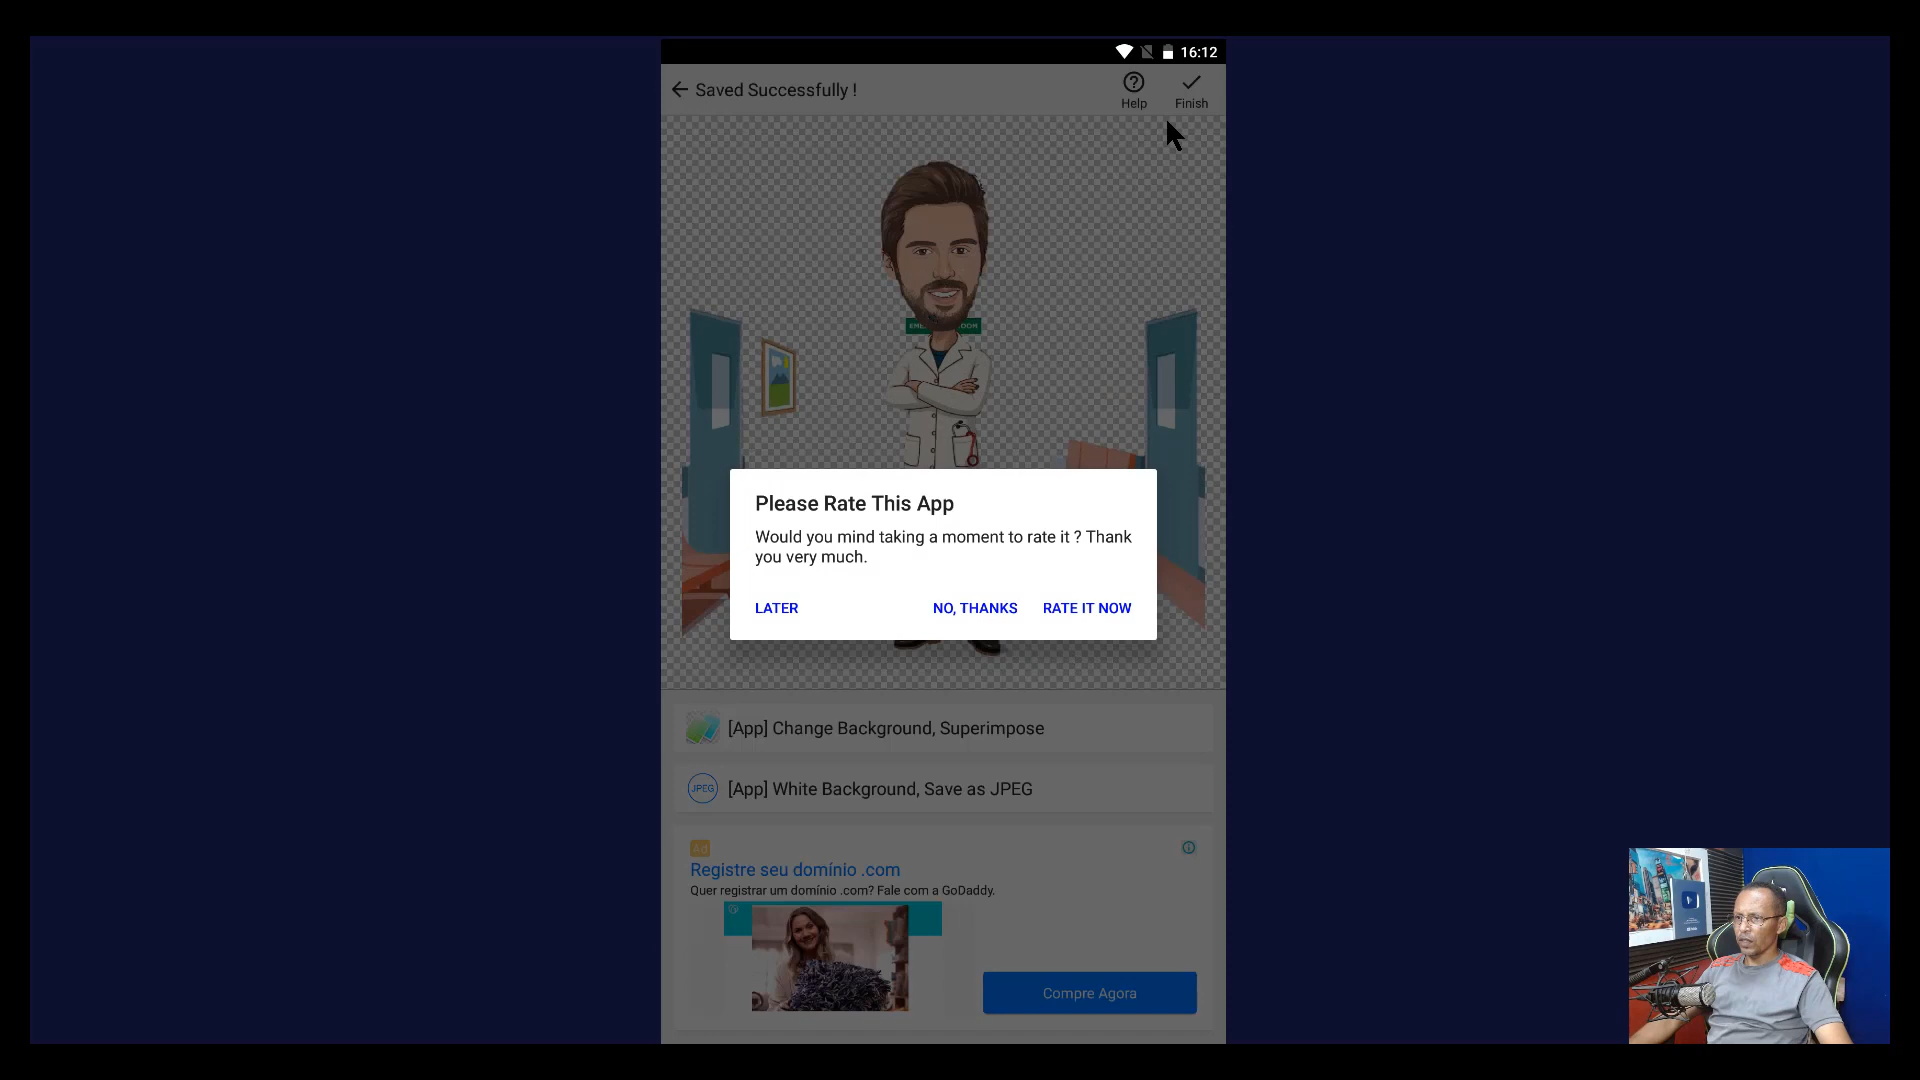 16:12
Saved Successfully !
Help
Finish
Please Rate This App
Would you mind taking a moment to rate it ? Thank
you very much.
LATER
NO, THANKS
RATE IT NOW
[App] Change Background, Superimpose
JPEG
[App] White Background, Save as JPEG
Ad
Registre seu domínio .com
Quer registrar um domínio .com? Fale com a GoDaddy.
Compre Agora